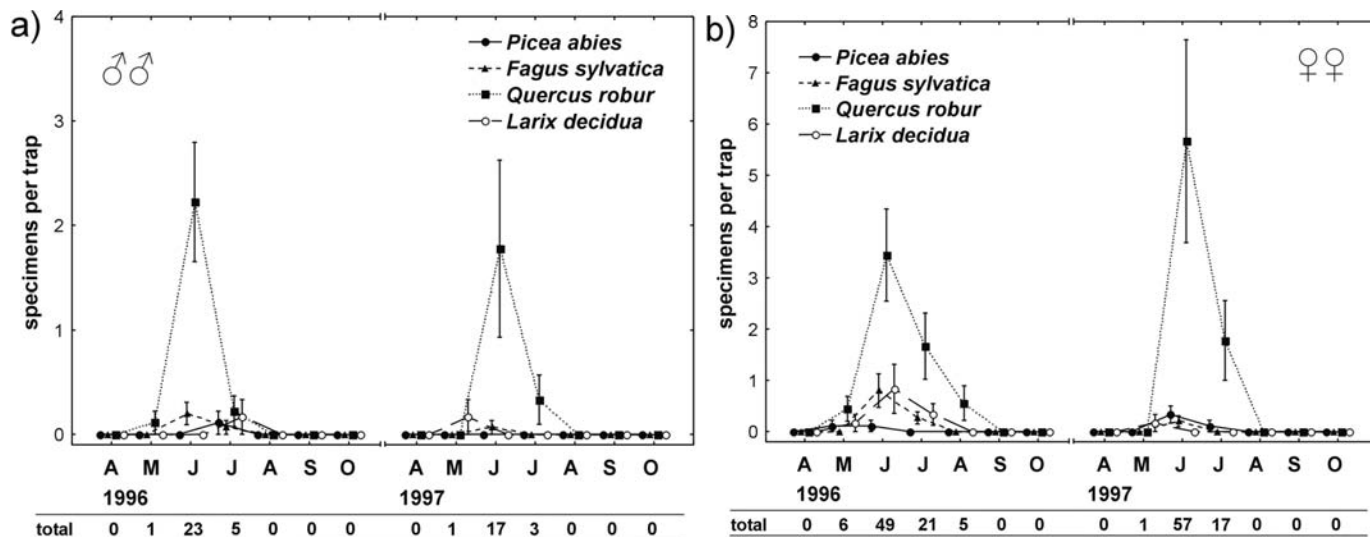 a)
♂♂
specimens per trap
4
3
2
1
0
Picea abies
Fagus sylvatica
Quercus robur
Larix decidua
A M J J A S O A M J J A S O
1996 1997
total 0 1 23 5 0 0 0 0 1 17 3 0 0 0
b)
♀♀
specimens per trap
8
7
6
5
4
3
2
1
0
Picea abies
Fagus sylvatica
Quercus robur
Larix decidua
A M J J A S O A M J J A S O
1996 1997
total 0 6 49 21 5 0 0 0 1 57 17 0 0 0